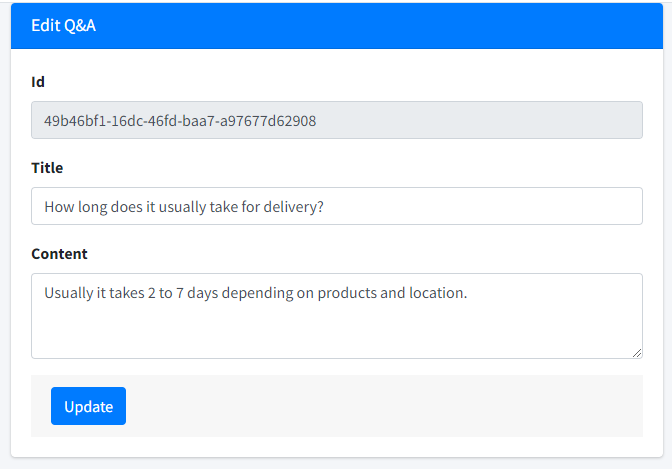 Edit Q&A
Id
49b46bf1-16dc-46fd-baa7-a97677d62908
Title
How long does it usually take for delivery?
Content
Usually it takes 2 to 7 days depending on products and location.
Update